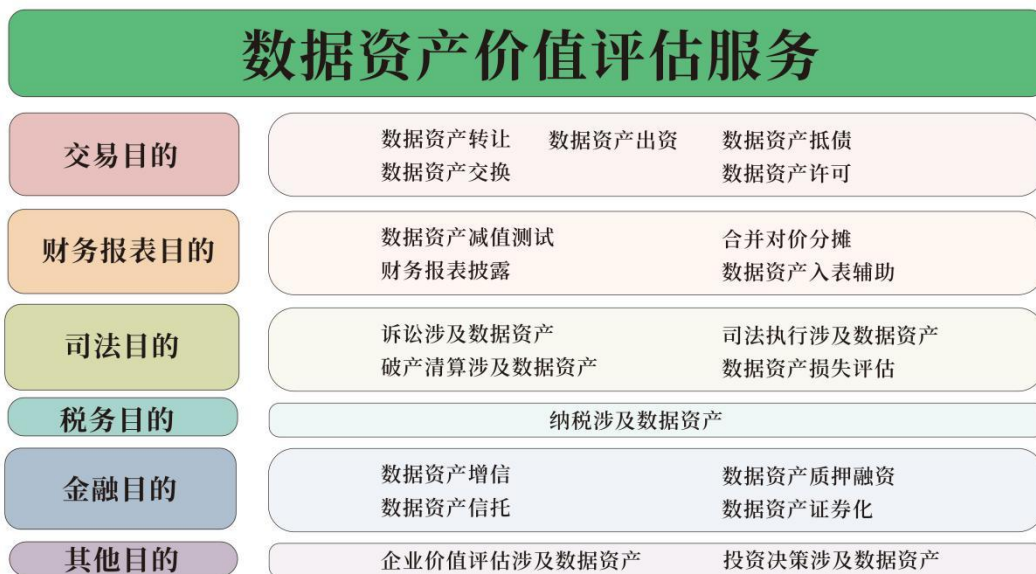 数据资产价值评估服务
交易目的
数据资产转让 数据资产出资 数据资产抵债
数据资产交换 数据资产许可
财务报表目的
数据资产减值测试 合并对价分摊
财务报表披露 数据资产入表辅助
司法目的
诉讼涉及数据资产 司法执行涉及数据资产
破产清算涉及数据资产 数据资产损失评估
税务目的
纳税涉及数据资产
金融目的
数据资产增信 数据资产质押融资
数据资产信托 数据资产证券化
其他目的
企业价值评估涉及数据资产 投资决策涉及数据资产